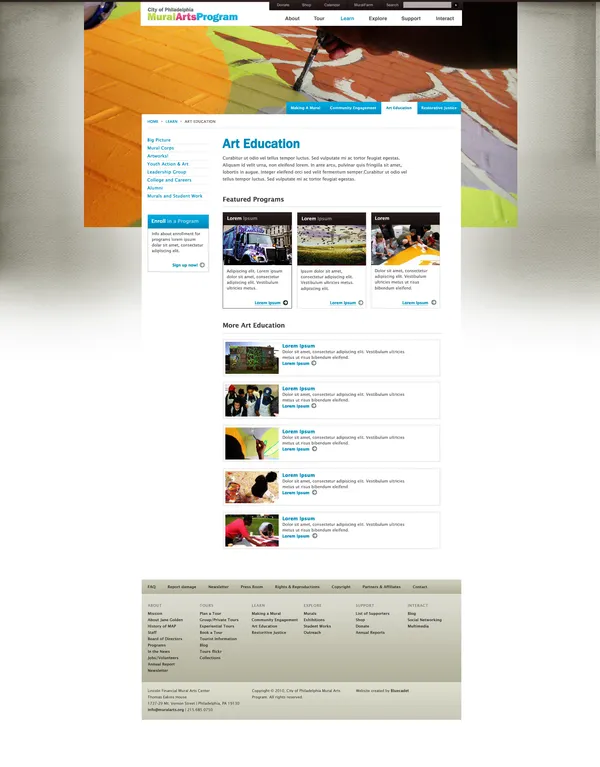 City of Philadelphia
MuralArtsProgram
Donate Shop Calendar MuralFarm Search
About Tour Learn Explore Support Interact
Making A Mural Community Engagement Art Education Restorative Justice
HOME > LEARN > ART EDUCATION
Big Picture
Mural Corps
Artworks!
Youth Action & Art
Leadership Group
College and Careers
Alumni
Murals and Student Work
Enroll in a Program
Info about enrollment for
programs lorem ipsum
dolor sit amet, consectetur
adipiscing elit.
Sign up now!
Art Education
Curabitur ut odio vel tellus tempor luctus. Sed vulputate mi ac tortor feugiat egestas.
Aliquam id velit urna, non eleifend lorem. In ante arcu, pulvinar quis fringilla sit amet,
lobortis in augue. Integer eleifend orci sed velit fermentum semper.Curabitur ut odio vel
tellus tempor luctus. Sed vulputate mi ac tortor feugiat egestas.
Featured Programs
Lorem Ipsum
Adipiscing elit. Lorem ipsum
dolor sit amet, consectetur
adipiscing elit. Vestibulum
ultricies metus.
Lorem Ipsum
Lorem Ipsum
Ipsum dolor sit amet,
consectetur adipiscing elit.
Vestibulum ultricies metus.
adipiscing elit.
Lorem Ipsum
Lorem
Dolor sit amet, consectetur
adipiscing elit. Vestibulum
ultricies metus ut risus
bibendum eleifend
Lorem Ipsum
More Art Education
Lorem Ipsum
Dolor sit amet, consectetur adipiscing elit. Vestibulum ultricies
metus ut risus bibendum eleifend.
Lorem Ipsum
Lorem Ipsum
Dolor sit amet, consectetur adipiscing elit. Vestibulum ultricies
metus ut risus bibendum eleifend.
Lorem Ipsum
Lorem Ipsum
Dolor sit amet, consectetur adipiscing elit. Vestibulum ultricies
metus ut risus bibendum eleifend.
Lorem Ipsum
Lorem Ipsum
Dolor sit amet, consectetur adipiscing elit. Vestibulum ultricies
metus ut risus bibendum eleifend.
Lorem Ipsum
Lorem Ipsum
Dolor sit amet, consectetur adipiscing elit. Vestibulum ultricies
metus ut risus bibendum eleifend.
Lorem Ipsum
FAQ Report damage Newsletter Press Room Rights & Reproductions Copyright Partners & Affiliates Contact
ABOUT
Mission
About Jane Golden
History of MAP
Staff
Board of Directors
Programs
In the News
Jobs/Volunteers
Annual Report
Newsletter
TOURS
Plan a Tour
Group/Private Tours
Experiential Tours
Book a Tour
Tourist Information
Blog
Tours flickr
Collections
LEARN
Making a Mural
Community Engagement
Art Education
Restoritive Justice
EXPLORE
Murals
Exhibitions
Student Works
Outreach
SUPPORT
List of Supporters
Shop
Donate
Annual Reports
INTERACT
Blog
Social Networking
Multimedia
Lincoln Financial Mural Arts Center
Thomas Eakins House
1727-29 Mt. Vernon Street | Philadelphia, PA 19130
info@muralarts.org | 215.685.0750
Copyright © 2010. City of Philadelphia Mural Arts
Program. All rights reserved.
Website created by Bluecadet